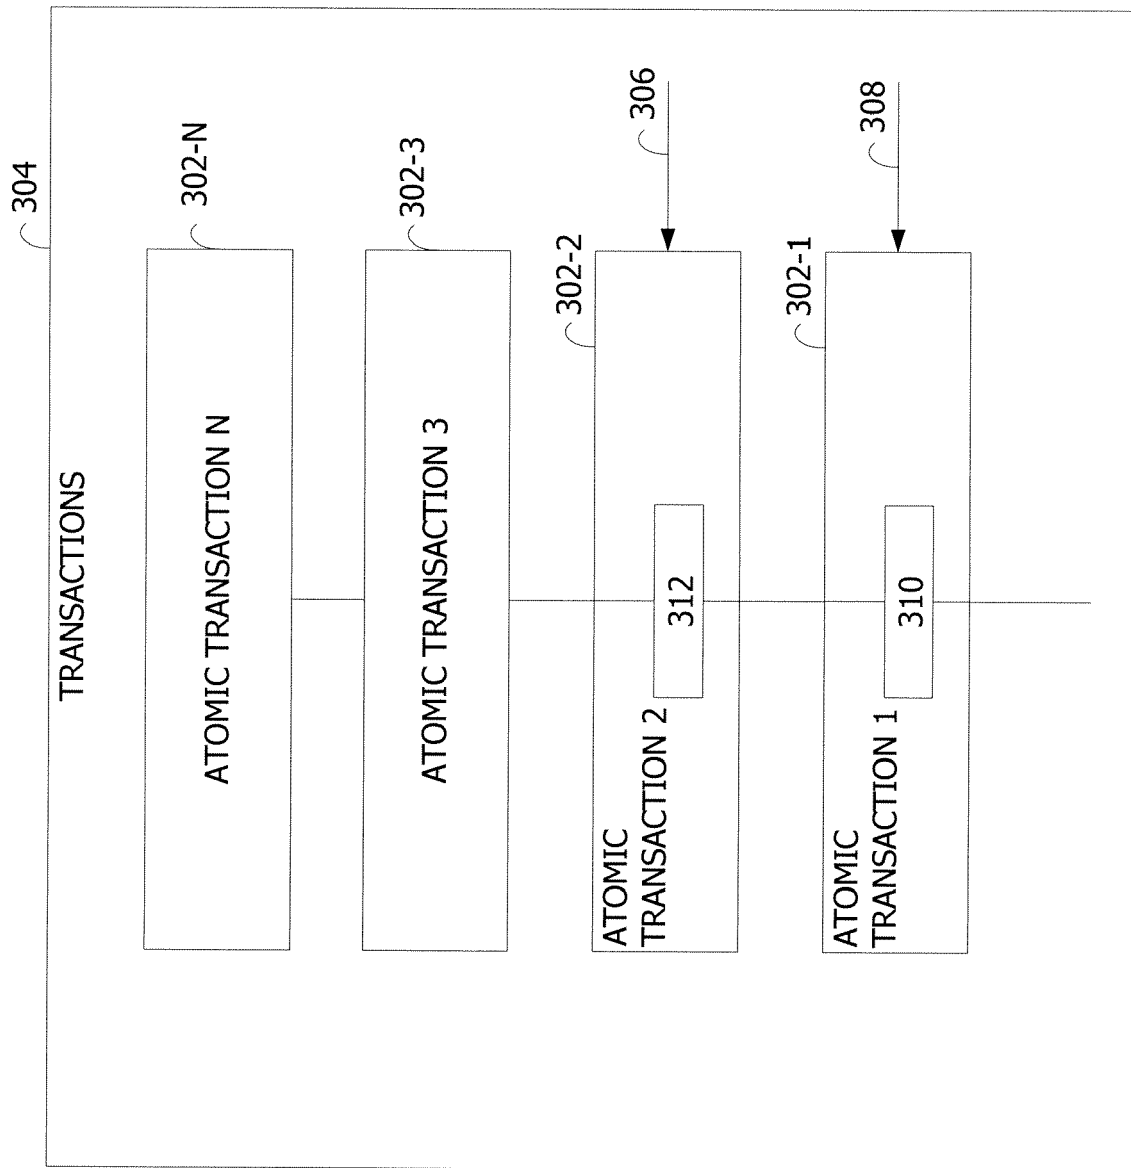 304
TRANSACTIONS
302-N
ATOMIC TRANSACTION N
302-3
ATOMIC TRANSACTION 3
302-2
306
ATOMIC
TRANSACTION 2
312
302-1
308
ATOMIC
TRANSACTION 1
310